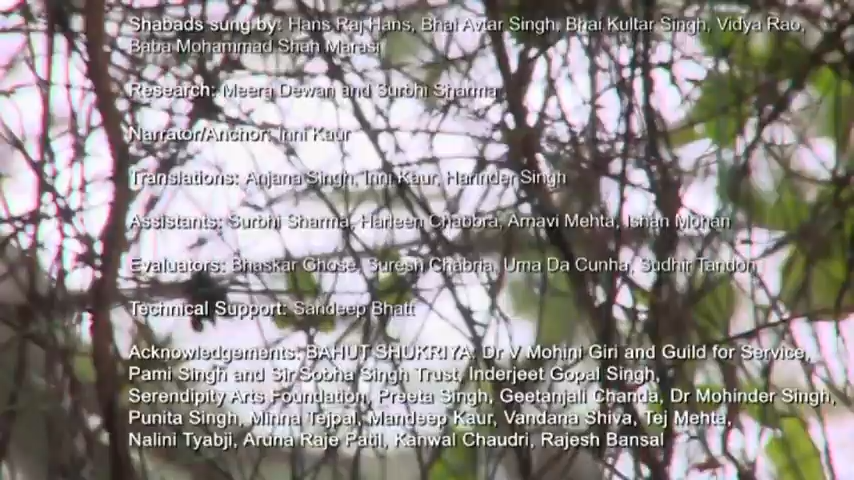 Shabads sung by: Hans Raj Hans, Bhai Avtar Singh, Bhai Kultar Singh, Vidya Rao,
Baba Mohammad Shah Marasi
Research: Meera Dewan and Surbhi Sharma
Narrator/Anchor: Inni Kaur
Translations: Anjana Singh, Inni Kaur, Harinder Singh
Assistants: Surbhi Sharma, Harleen Chabbra, Arnavi Mehta, Ishan Mohan
Evaluators: Bhaskar Ghose, Suresh Chabria, Uma Da Cunha, Sudhir Tandon
Technical Support: Sandeep Bhatt
Acknowledgements: BAHUT SHUKRIYA. Dr V Mohini Giri and Guild for Service,
Pami Singh and Sir Sobha Singh Trust, Inderjeet Gopal Singh,
Serendipity Arts Foundation, Preeta Singh, Geetanjali Chanda, Dr Mohinder Singh,
Punita Singh, Minna Tejpal, Mandeep Kaur, Vandana Shiva, Tej Mehta,
Nalini Tyabji, Aruna Raje Patil, Kanwal Chaudri, Rajesh Bansal